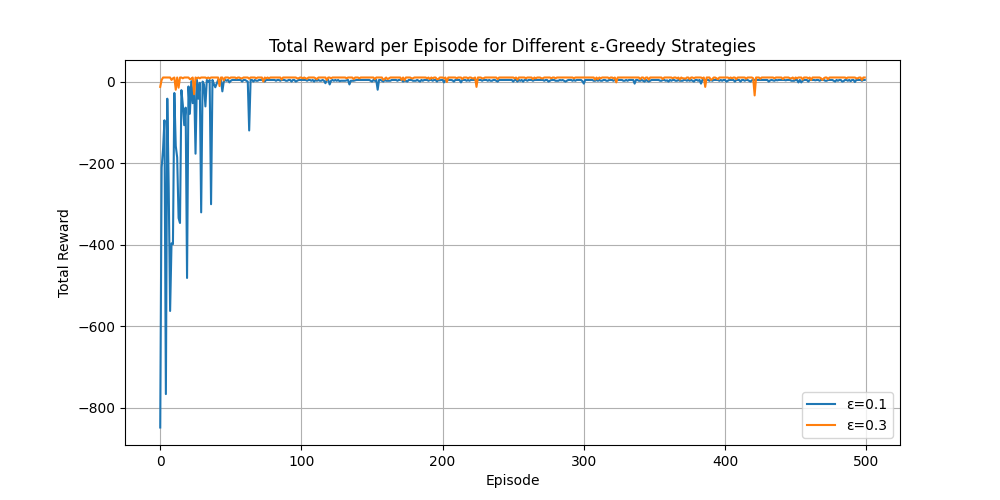 Total Reward per Episode for Different ε-Greedy Strategies
Total Reward
0
−200
−400
−600
−800
0 100 200 300 400 500
Episode
ε=0.1
ε=0.3